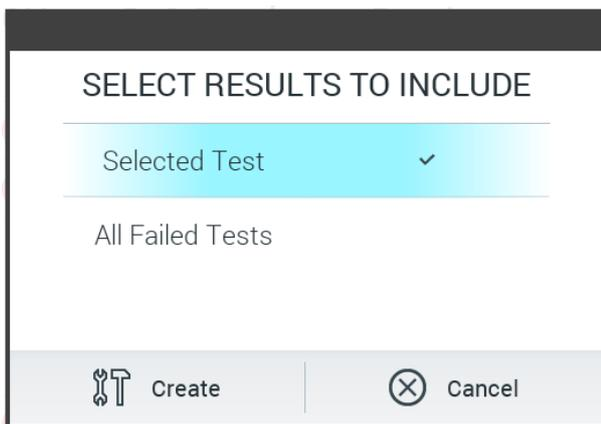 SELECT RESULTS TO INCLUDE
Selected Test
All Failed Tests
Create
Cancel